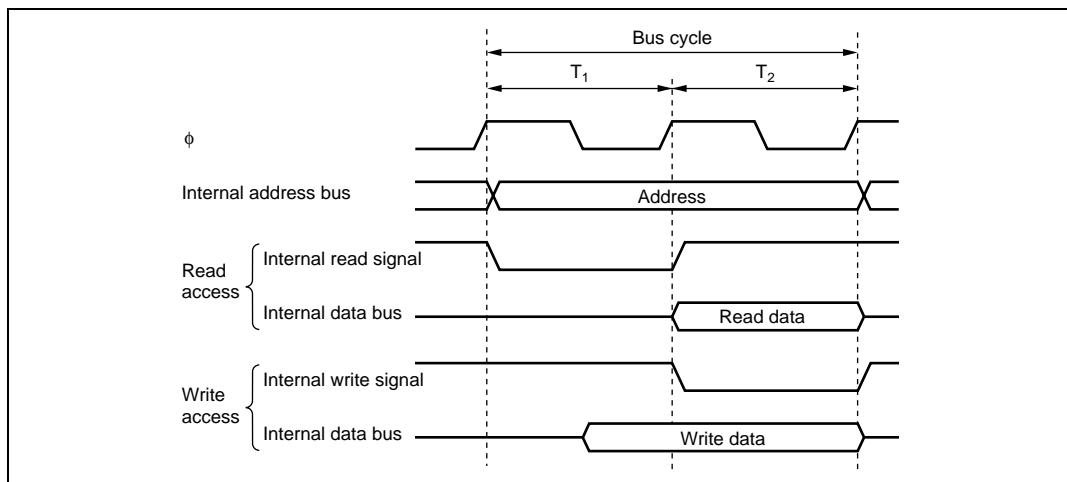 Bus cycle
T1 T2
ϕ
Internal address bus Address
Read access Internal read signal
Internal data bus Read data
Write access Internal write signal
Internal data bus Write data